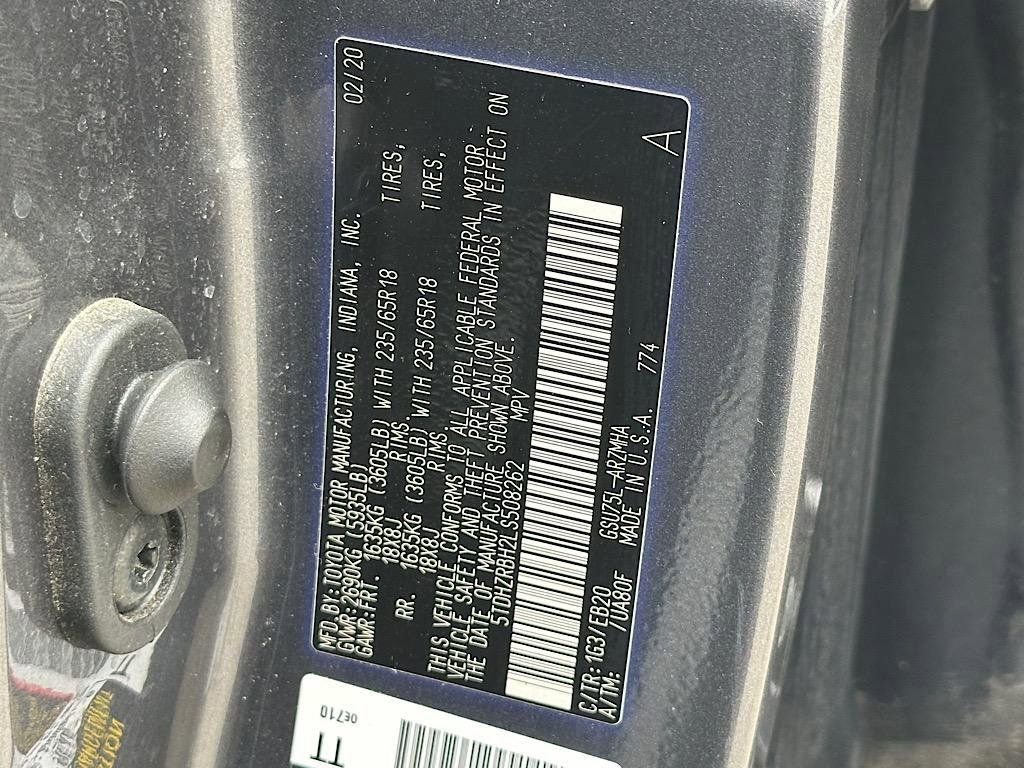 MFD.BY:TOYOTA MOTOR MANUFACTURING, INDIANA, INC. 02/20
GVWR:2690KG (5935LB)
GAWR:FRT. 1635KG (3605LB) WITH 235/65R18 TIRES,
18X8J RIMS,
RR. 1635KG (3605LB) WITH 235/65R18 TIRES,
18X8J RIMS,
THIS VEHICLE CONFORMS TO ALL APPLICABLE FEDERAL MOTOR
VEHICLE SAFETY AND THEFT PREVENTION STANDARDS IN EFFECT ON
THE DATE OF MANUFACTURE SHOWN ABOVE.
5TDHZRBH2LS508262 MPV
C/TR: 1G3/EB20 GSU75L-ARZMHA
A/TM: /UA80F MADE IN U.S.A. 774
A
0E710
TT